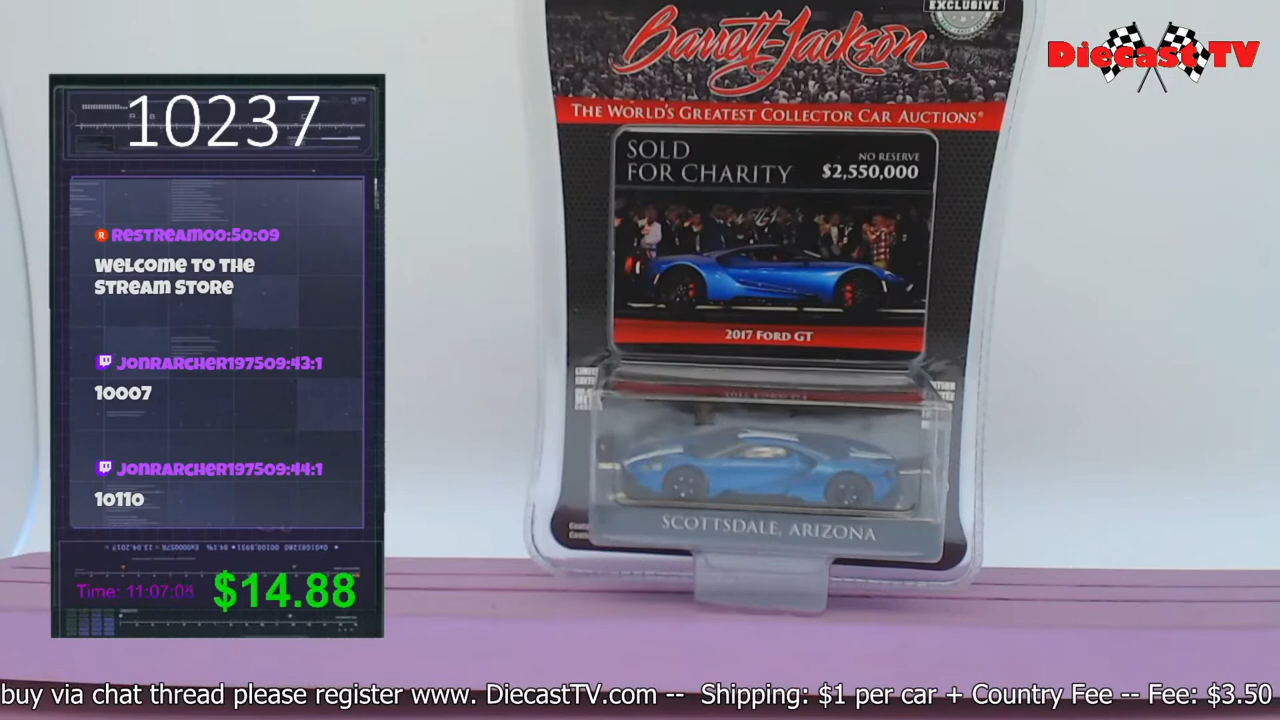 10237
RESTREAM00:50:09
WELCOME TO THE
STREAM STORE
JONRARCHER197509:43:1
10007
JONRARCHER197509:44:1
10110
Time: 11:07:08
$14.88
EXCLUSIVE
Barrett-Jackson
THE WORLD'S GREATEST COLLECTOR CAR AUCTIONS®
SOLD
FOR CHARITY
NO RESERVE
$2,550,000
2017 FORD GT
SCOTTSDALE, ARIZONA
Diecast TV
buy via chat thread please register www. DiecastTV.com -- Shipping: $1 per car + Country Fee -- Fee: $3.50